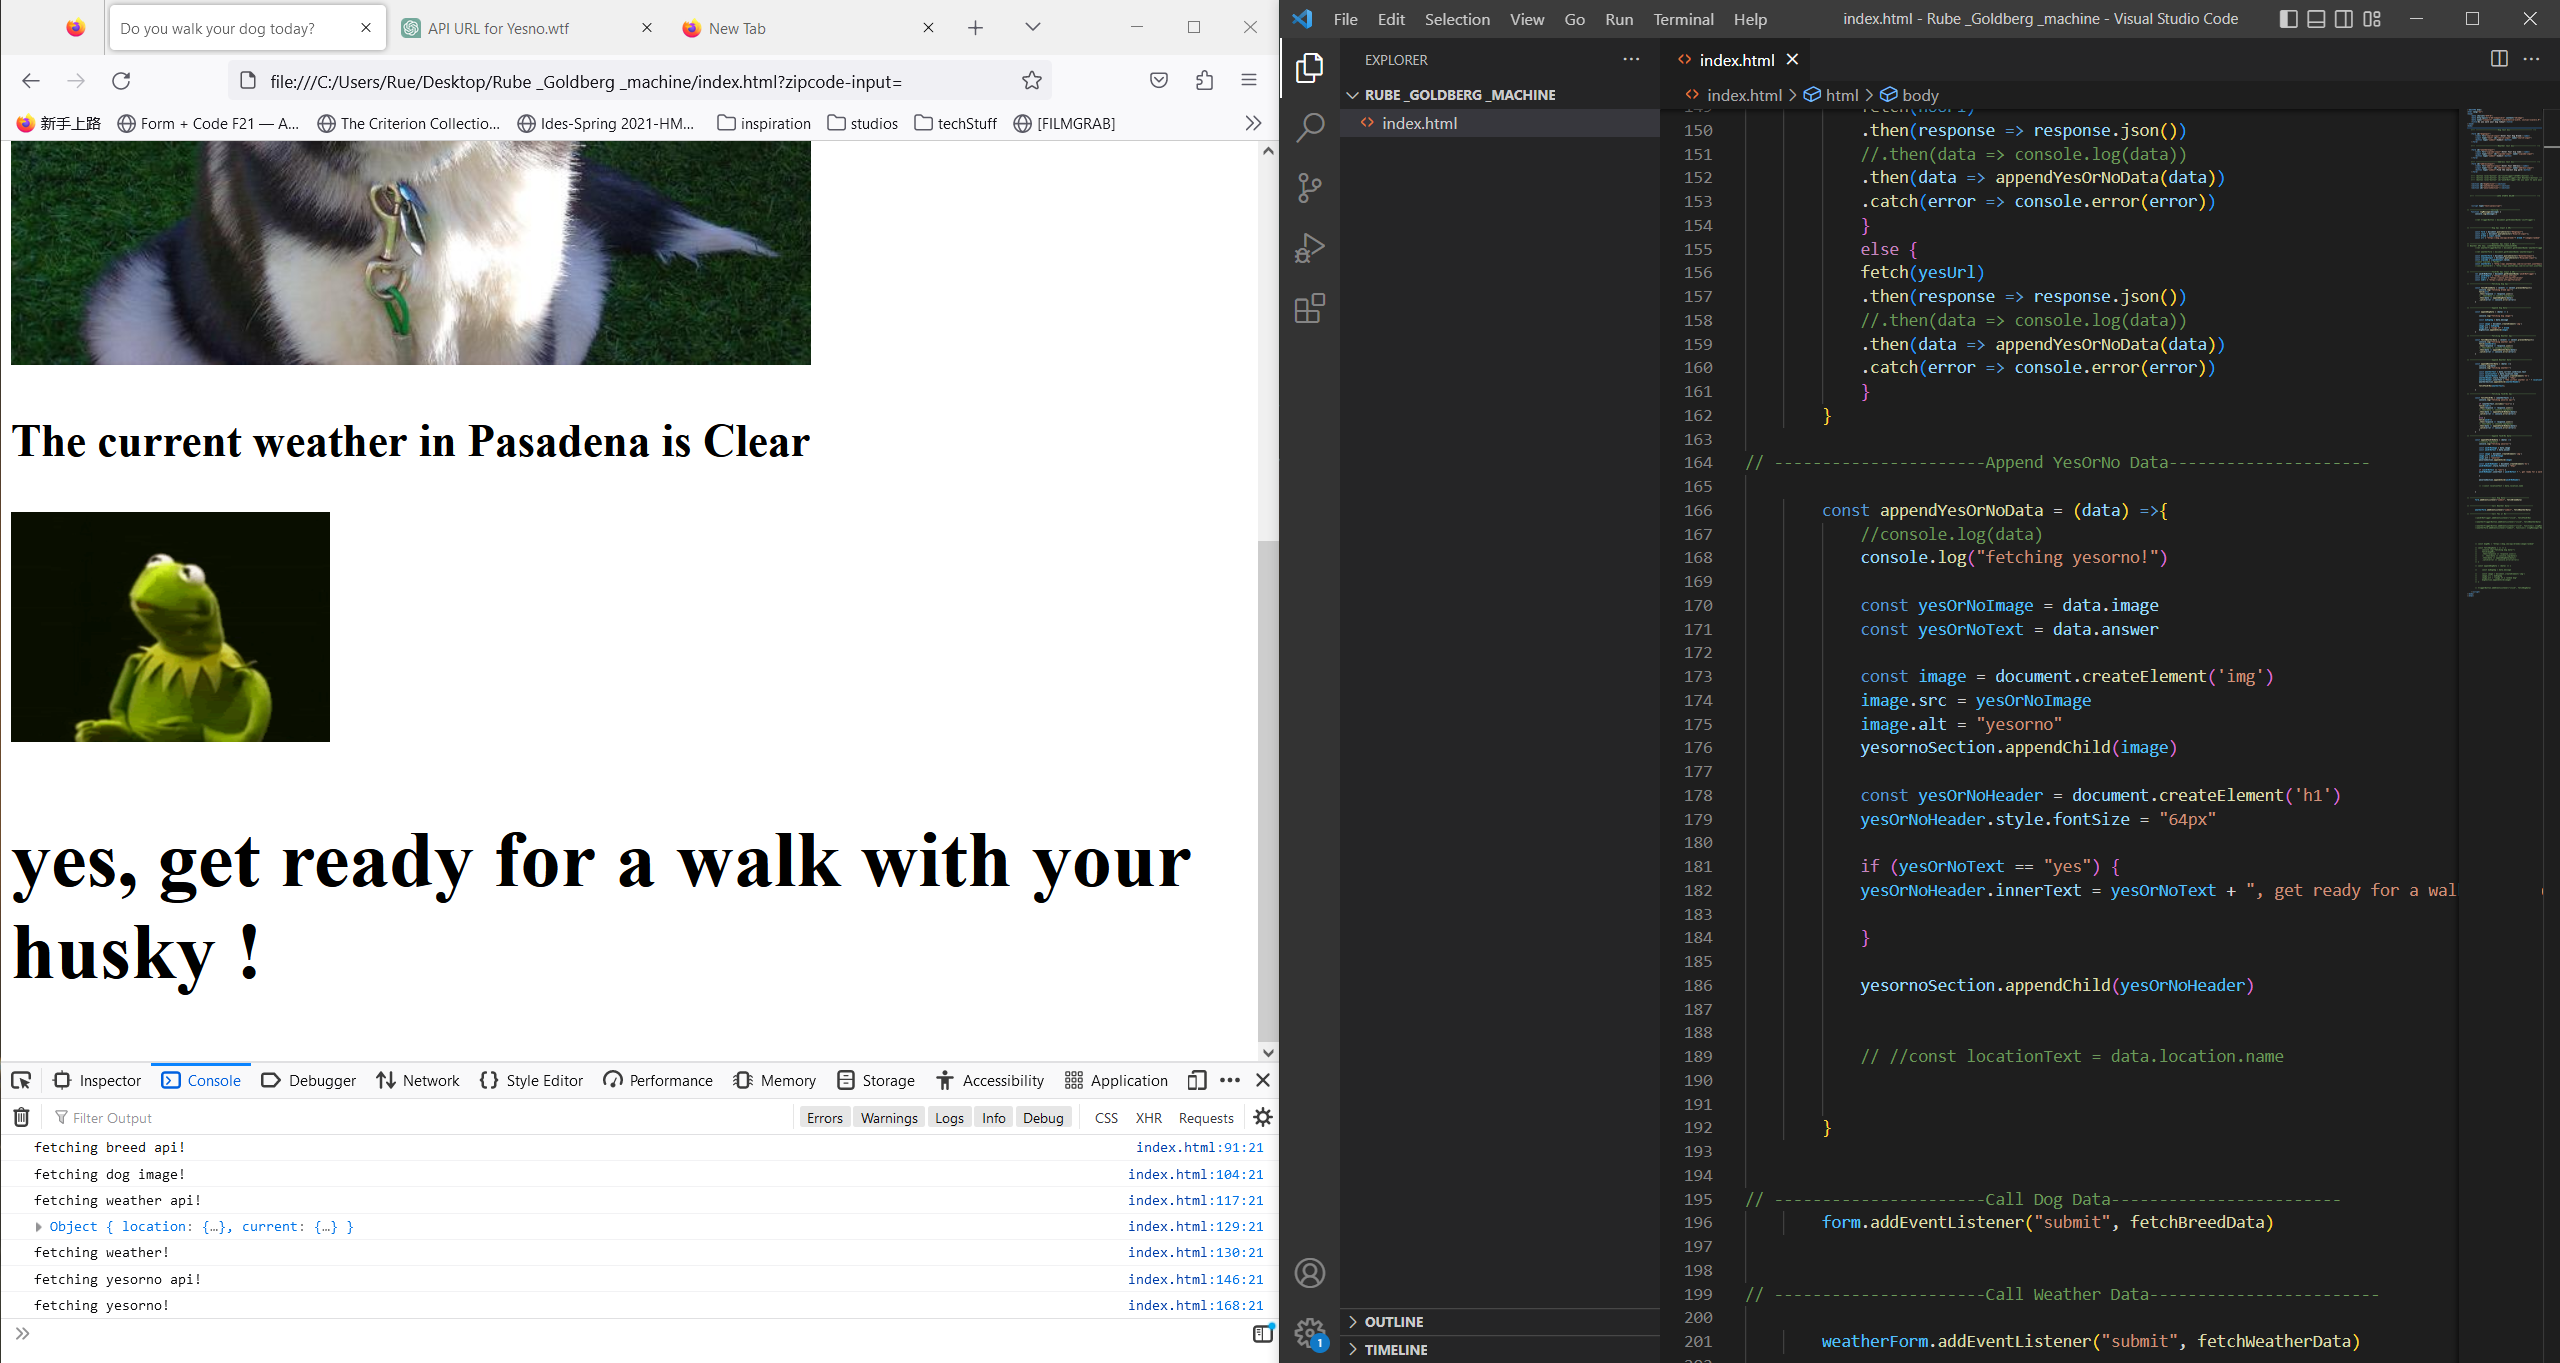 Do you walk your dog today?
API URL for Yesno.wtf
New Tab
file:///C:/Users/Rue/Desktop/Rube _Goldberg _machine/index.html?zipcode-input=
新手上路
Form + Code F21 — A...
The Criterion Collectio...
Ides-Spring 2021-HM...
inspiration
studios
techStuff
[FILMGRAB]
The current weather in Pasadena is Clear
yes, get ready for a walk with your
husky !
Inspector
Console
Debugger
Network
Style Editor
Performance
Memory
Storage
Accessibility
Application
Filter Output
Errors
Warnings
Logs
Info
Debug
CSS
XHR
Requests
fetching breed api! index.html:91:21
fetching dog image! index.html:104:21
fetching weather api! index.html:117:21
Object { location: {…}, current: {…} } index.html:129:21
fetching weather! index.html:130:21
fetching yesorno api! index.html:146:21
fetching yesorno! index.html:168:21
File Edit Selection View Go Run Terminal Help
index.html - Rube _Goldberg _machine - Visual Studio Code
EXPLORER
RUBE _GOLDBERG _MACHINE
index.html
OUTLINE
TIMELINE
1
index.html
index.html > html > body
150 .then(response => response.json())
151 //.then(data => console.log(data))
152 .then(data => appendYesOrNoData(data))
153 .catch(error => console.error(error))
154 }
155 else {
156 fetch(yesUrl)
157 .then(response => response.json())
158 //.then(data => console.log(data))
159 .then(data => appendYesOrNoData(data))
160 .catch(error => console.error(error))
161 }
162 }
163
164 // ----------------------Append YesOrNo Data---------------------
165
166 const appendYesOrNoData = (data) =>{
167 //console.log(data)
168 console.log("fetching yesorno!")
169
170 const yesOrNoImage = data.image
171 const yesOrNoText = data.answer
172
173 const image = document.createElement('img')
174 image.src = yesOrNoImage
175 image.alt = "yesorno"
176 yesornoSection.appendChild(image)
177
178 const yesOrNoHeader = document.createElement('h1')
179 yesOrNoHeader.style.fontSize = "64px"
180
181 if (yesOrNoText == "yes") {
182 yesOrNoHeader.innerText = yesOrNoText + ", get ready for a wal
183
184 }
185
186 yesornoSection.appendChild(yesOrNoHeader)
187
188
189 // //const locationText = data.location.name
190
191
192 }
193
194
195 // ----------------------Call Dog Data------------------------
196 form.addEventListener("submit", fetchBreedData)
197
198
199 // ----------------------Call Weather Data------------------------
200
201 weatherForm.addEventListener("submit", fetchWeatherData)